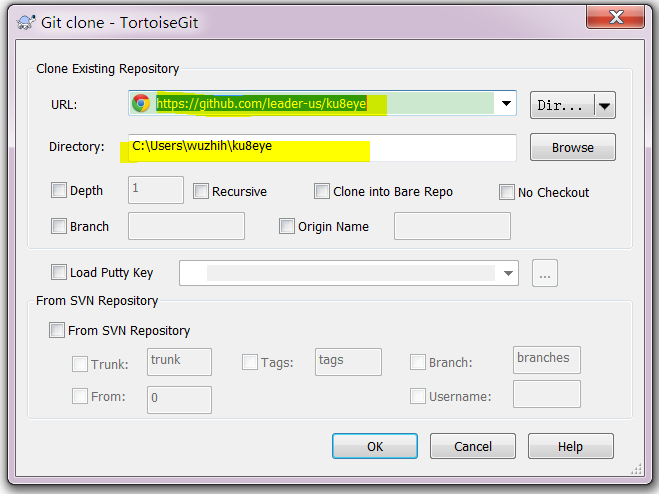 Git clone - TortoiseGit
Clone Existing Repository
URL: https://github.com/leader-us/ku8eye Dir...
Directory: C:\Users\wuzhih\ku8eye Browse
Depth 1 Recursive Clone into Bare Repo No Checkout
Branch Origin Name
Load Putty Key ...
From SVN Repository
From SVN Repository
Trunk: trunk Tags: tags Branch: branches
From: 0 Username:
OK Cancel Help